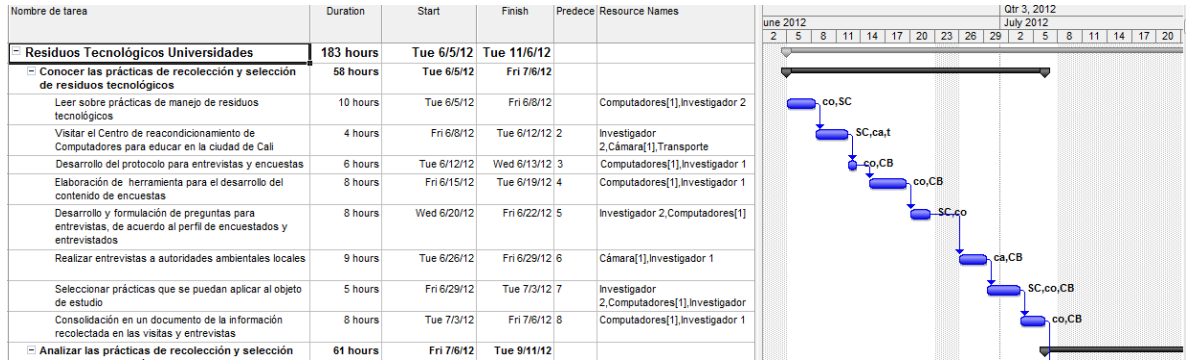 Nombre de tarea Duration Start Finish Predece Resource Names
Qtr 3, 2012
une 2012 July 2012
2 5 8 11 14 17 20 23 26 29 2 5 8 11 14 17 20
Residuos Tecnológicos Universidades 183 hours Tue 6/5/12 Tue 11/6/12
Conocer las prácticas de recolección y selección 58 hours Tue 6/5/12 Fri 7/6/12
de residuos tecnológicos
Leer sobre prácticas de manejo de residuos 10 hours Tue 6/5/12 Fri 6/8/12 Computadores[1],Investigador 2 co,SC
tecnológicos
Visitar el Centro de reacondicionamiento de 4 hours Fri 6/8/12 Tue 6/12/12 2 Investigador SC,ca,t
Computadores para educar en la ciudad de Cali 2,Cámara[1],Transporte
Desarrollo del protocolo para entrevistas y encuestas 6 hours Tue 6/12/12 Wed 6/13/12 3 Computadores[1],Investigador 1 co,CB
Elaboración de herramienta para el desarrollo del 8 hours Fri 6/15/12 Tue 6/19/12 4 Computadores[1],Investigador 1 co,CB
contenido de encuestas
Desarrollo y formulación de preguntas para 8 hours Wed 6/20/12 Fri 6/22/12 5 Investigador 2,Computadores[1] SC,co
entrevistas, de acuerdo al perfil de encuestados y
entrevistados
Realizar entrevistas a autoridades ambientales locales 9 hours Tue 6/26/12 Fri 6/29/12 6 Cámara[1],Investigador 1 ca,CB
Seleccionar prácticas que se puedan aplicar al objeto 5 hours Fri 6/29/12 Tue 7/3/12 7 Investigador SC,co,CB
de estudio 2,Computadores[1],Investigador
Consolidación en un documento de la información 8 hours Tue 7/3/12 Fri 7/6/12 8 Computadores[1],Investigador 1 co,CB
recolectada en las visitas y entrevistas
Analizar las prácticas de recolección y selección 61 hours Fri 7/6/12 Tue 9/11/12